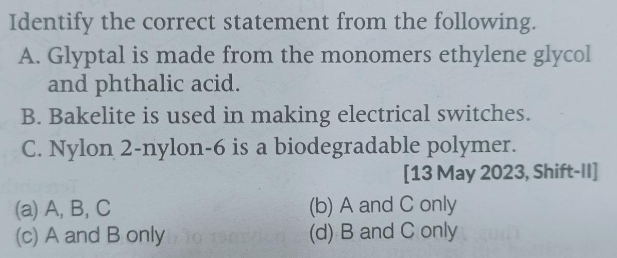 Identify the correct statement from the following.
A. Glyptal is made from the monomers ethylene glycol
and phthalic acid.
B. Bakelite is used in making electrical switches.
C. Nylon 2-nylon-6 is a biodegradable polymer.
[13 May 2023, Shift-II]
(a) A, B, C (b) A and C only
(c) A and B only (d) B and C only